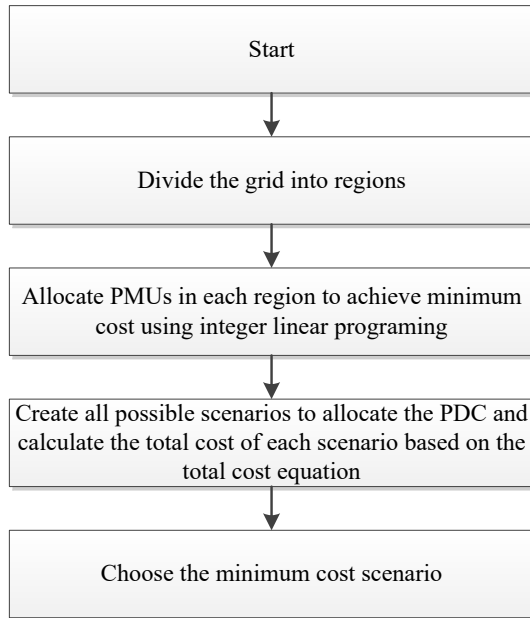 Start
Divide the grid into regions
Allocate PMUs in each region to achieve minimum
cost using integer linear programing
Create all possible scenarios to allocate the PDC and
calculate the total cost of each scenario based on the
total cost equation
Choose the minimum cost scenario